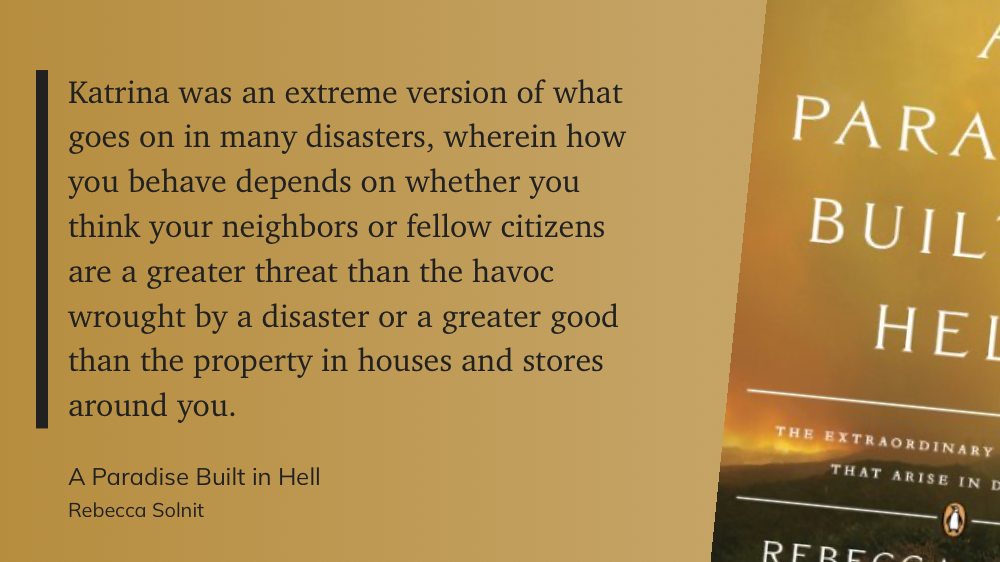 Katrina was an extreme version of what
goes on in many disasters, wherein how
you behave depends on whether you
think your neighbors or fellow citizens
are a greater threat than the havoc
wrought by a disaster or a greater good
than the property in houses and stores
around you.
A Paradise Built in Hell
Rebecca Solnit
A
PARA
BUIL
HEL
THE EXTRAORDINARY
THAT ARISE IN D
REBECCA